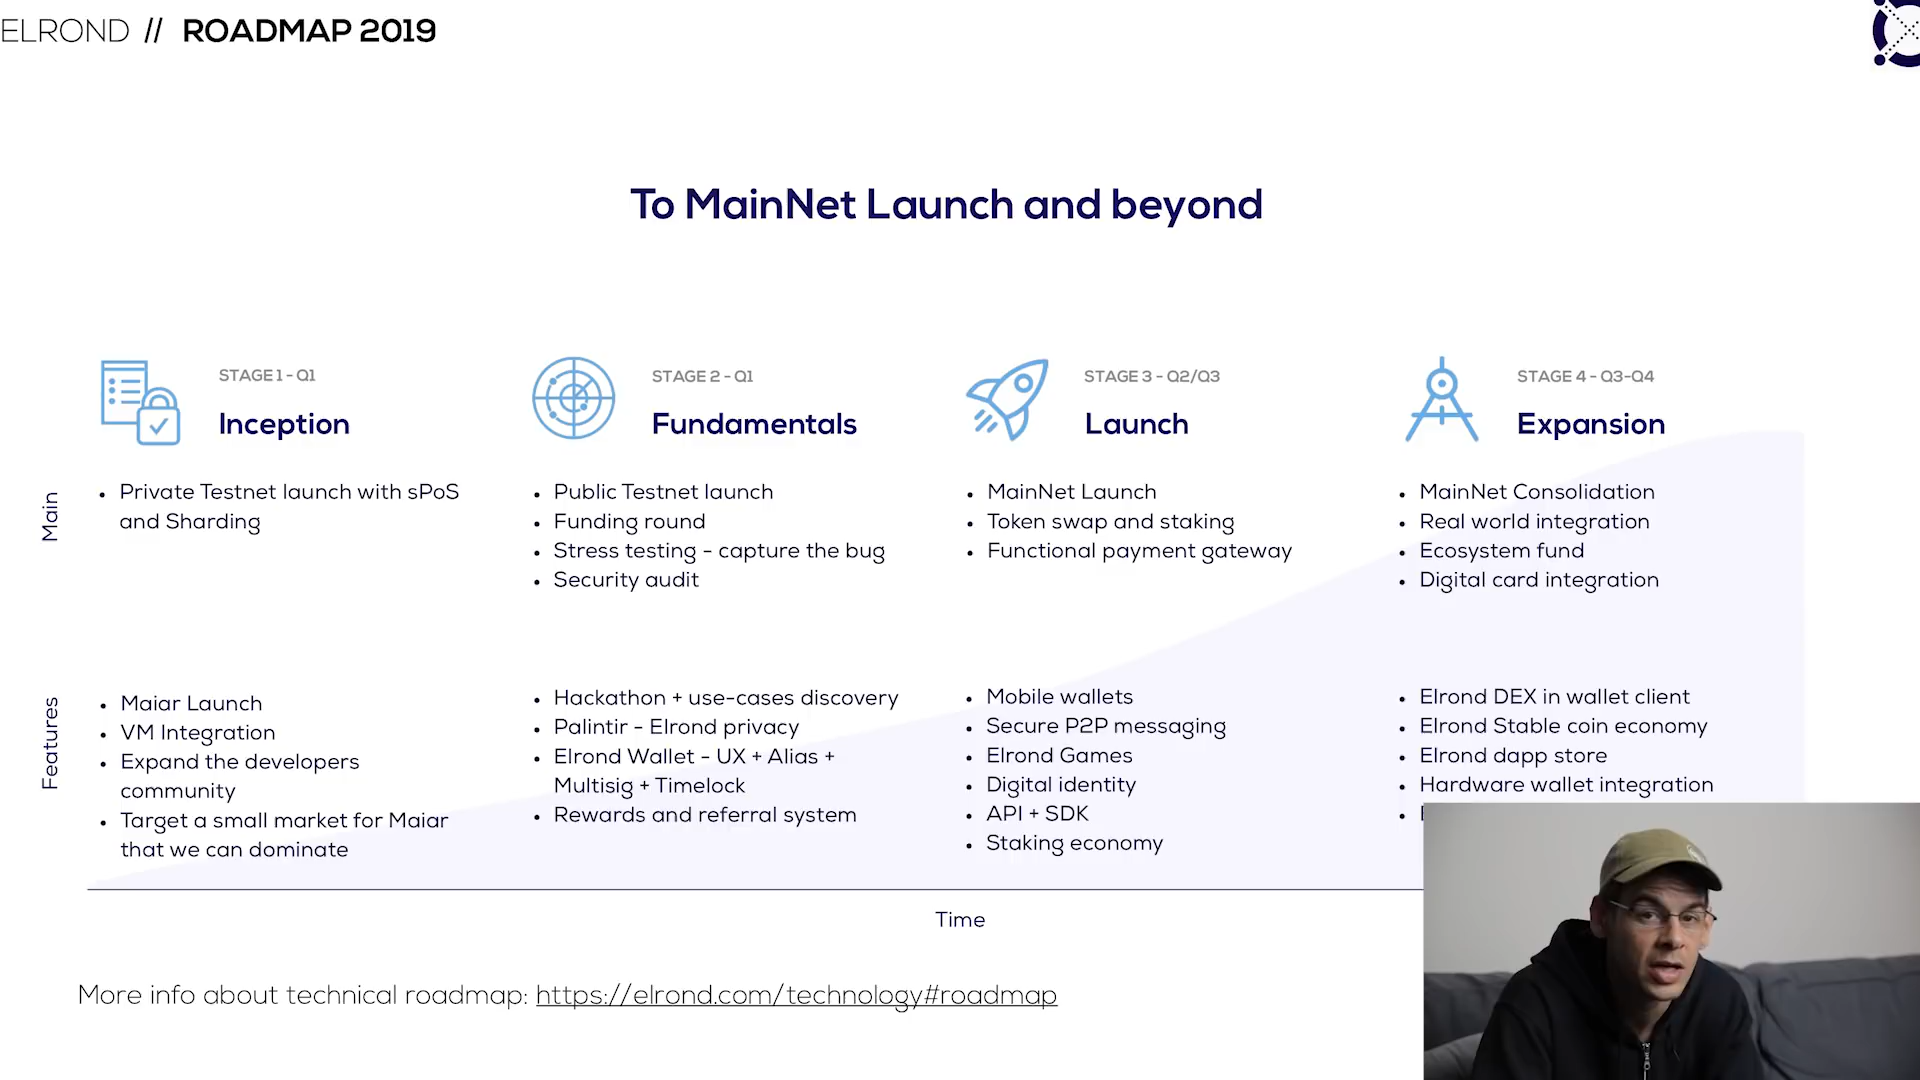 ELROND // ROADMAP 2019
To MainNet Launch and beyond
STAGE 1 - Q1
Inception
STAGE 2 - Q1
Fundamentals
STAGE 3 - Q2/Q3
Launch
STAGE 4 - Q3-Q4
Expansion
Main
• Private Testnet launch with sPoS
and Sharding
• Public Testnet launch
• Funding round
• Stress testing - capture the bug
• Security audit
• MainNet Launch
• Token swap and staking
• Functional payment gateway
• MainNet Consolidation
• Real world integration
• Ecosystem fund
• Digital card integration
Features
• Maiar Launch
• VM Integration
• Expand the developers
community
• Target a small market for Maiar
that we can dominate
• Hackathon + use-cases discovery
• Palintir - Elrond privacy
• Elrond Wallet - UX + Alias +
Multisig + Timelock
• Rewards and referral system
• Mobile wallets
• Secure P2P messaging
• Elrond Games
• Digital identity
• API + SDK
• Staking economy
• Elrond DEX in wallet client
• Elrond Stable coin economy
• Elrond dapp store
• Hardware wallet integration
Time
More info about technical roadmap: https://elrond.com/technology#roadmap